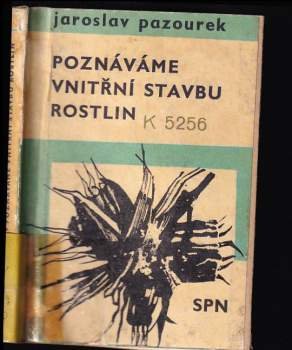 jaroslav pazourek
POZNÁVÁME
VNITŘNÍ STAVBU
ROSTLIN
K 5256
SPN